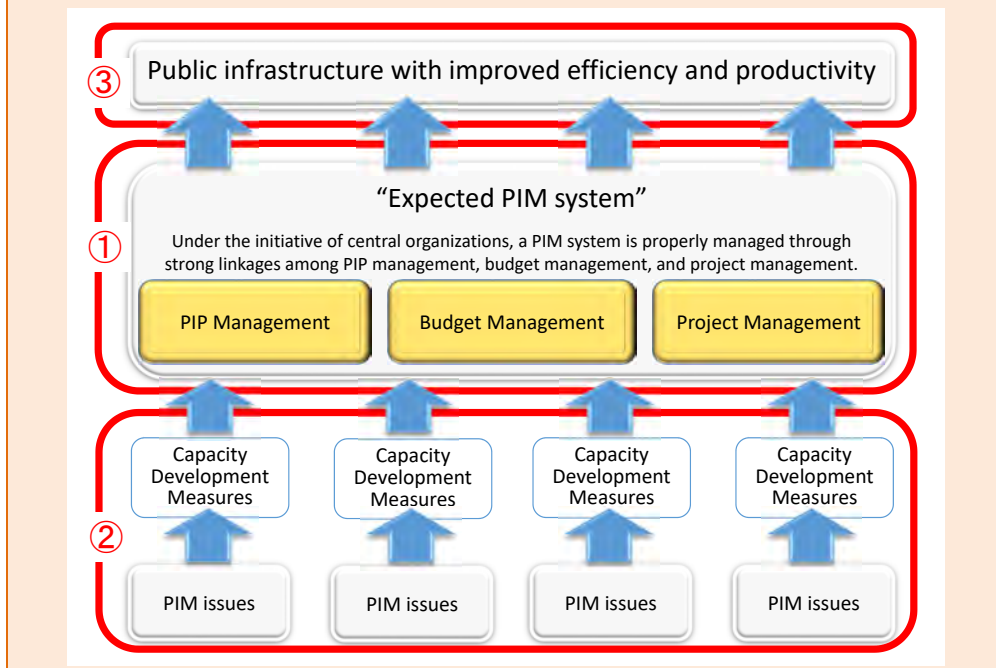 ③
Public infrastructure with improved efficiency and productivity
①
“Expected PIM system”
Under the initiative of central organizations, a PIM system is properly managed through
strong linkages among PIP management, budget management, and project management.
PIP Management
Budget Management
Project Management
②
Capacity
Development
Measures
Capacity
Development
Measures
Capacity
Development
Measures
Capacity
Development
Measures
PIM issues
PIM issues
PIM issues
PIM issues